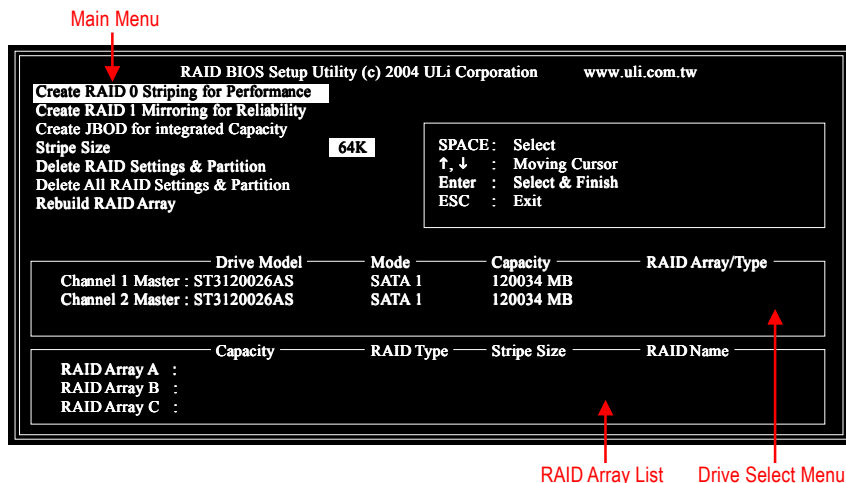 Main Menu
RAID BIOS Setup Utility (c) 2004 ULi Corporation www.uli.com.tw
Create RAID 0 Striping for Performance
Create RAID 1 Mirroring for Reliability
Create JBOD for integrated Capacity
Stripe Size 64K
Delete RAID Settings & Partition
Delete All RAID Settings & Partition
Rebuild RAID Array
SPACE : Select
↑, ↓ : Moving Cursor
Enter : Select & Finish
ESC : Exit
Drive Model Mode Capacity RAID Array/Type
Channel 1 Master : ST3120026AS SATA 1 120034 MB
Channel 2 Master : ST3120026AS SATA 1 120034 MB
Capacity RAID Type Stripe Size RAID Name
RAID Array A :
RAID Array B :
RAID Array C :
RAID Array List Drive Select Menu